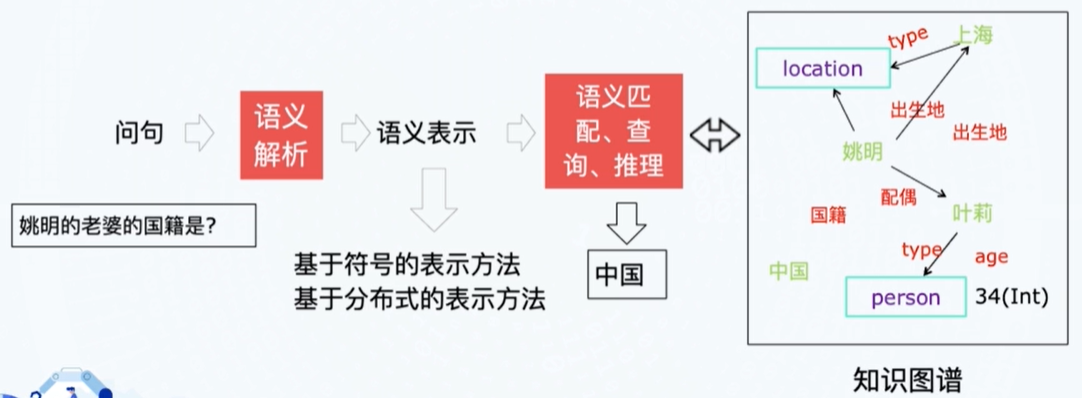 问句
语义
解析
语义表示
语义匹
配、查
询、推理
姚明的老婆的国籍是?
基于符号的表示方法
基于分布式的表示方法
中国
type
上海
location
出生地
出生地
姚明
配偶
国籍
叶莉
type
age
中国
person
34(Int)
知识图谱